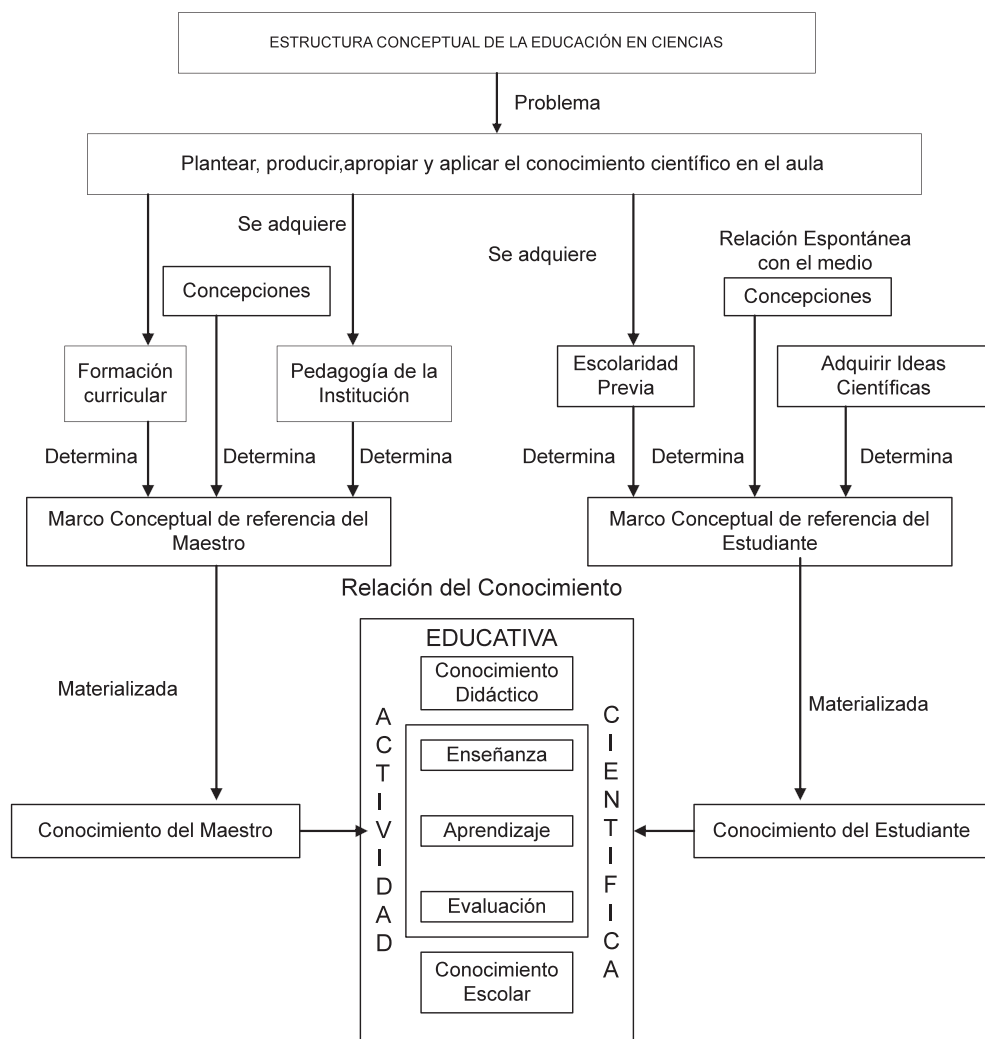 ESTRUCTURA CONCEPTUAL DE LA EDUCACIÓN EN CIENCIAS
Problema
Plantear, producir,apropiar y aplicar el conocimiento científico en el aula
Se adquiere
Se adquiere
Relación Espontánea
con el medio
Concepciones
Concepciones
Formación
curricular
Pedagogía de la
Institución
Escolaridad
Previa
Adquirir Ideas
Científicas
Determina
Determina
Determina
Determina
Determina
Determina
Marco Conceptual de referencia del
Maestro
Marco Conceptual de referencia del
Estudiante
Relación del Conocimiento
EDUCATIVA
Conocimiento
Didáctico
Materializada
Materializada
ACTIVIDAD
CIENTIFICA
Enseñanza
Aprendizaje
Evaluación
Conocimiento del Maestro
Conocimiento del Estudiante
Conocimiento
Escolar